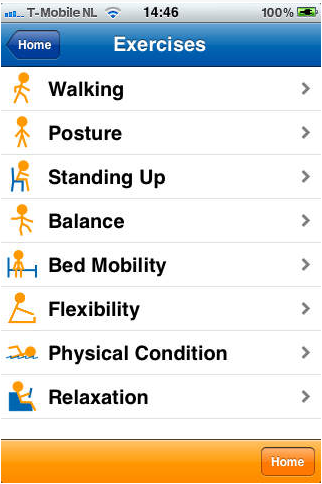 T-Mobile NL 14:46 100%
Home Exercises
Walking
Posture
Standing Up
Balance
Bed Mobility
Flexibility
Physical Condition
Relaxation
Home